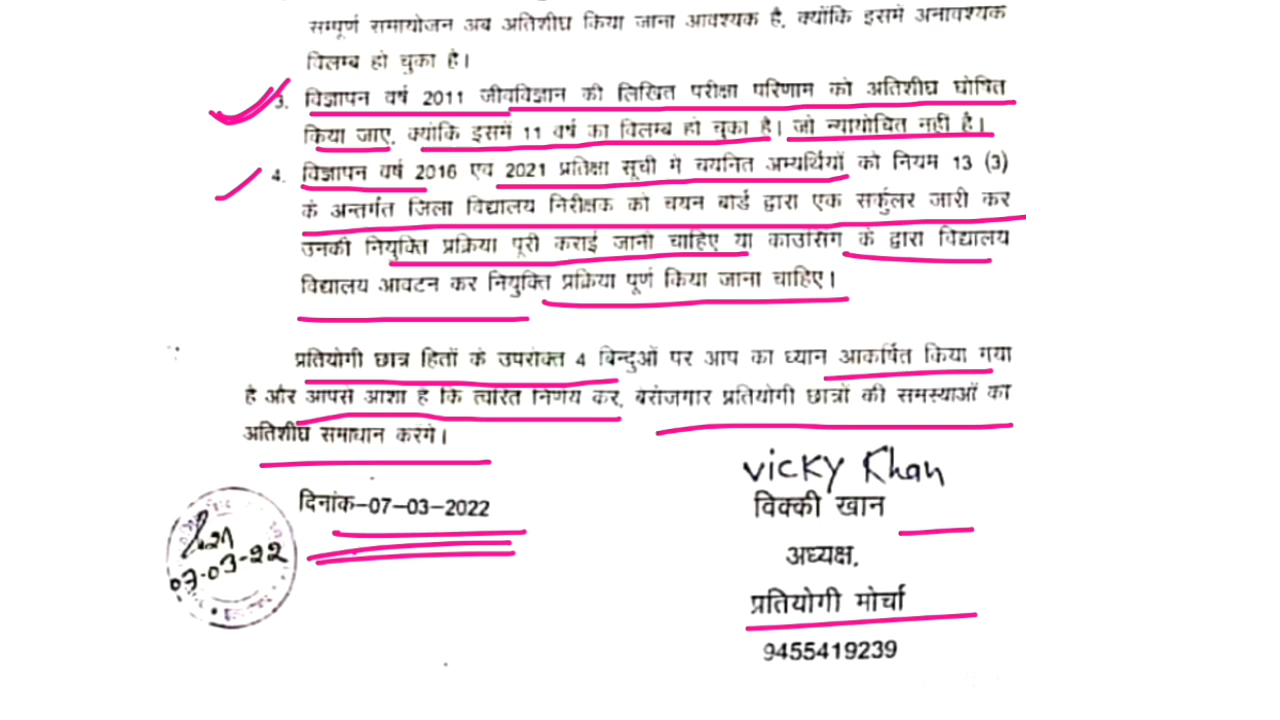 सम्पूर्ण समायोजन अब अतिशीघ्र किया जाना आवश्यक है, क्योंकि इसमें अनावश्यक
विलम्ब हो चुका है।
3. विज्ञापन वर्ष 2011 जीवविज्ञान की लिखित परीक्षा परिणाम को अतिशीघ्र घोषित
किया जाए, क्योंकि इसमें 11 वर्ष का विलम्ब हो चुका है। जो न्यायोचित नहीं है।
4. विज्ञापन वर्ष 2016 एवं 2021 प्रतिक्षा सूची में चयनित अभ्यर्थियों को नियम 13 (3)
के अन्तर्गत जिला विद्यालय निरीक्षक को चयन बोर्ड द्वारा एक सर्कुलर जारी कर
उनकी नियुक्ति प्रक्रिया पूरी कराई जानी चाहिए या काउंसिंग के द्वारा विद्यालय
विद्यालय आवंटन कर नियुक्ति प्रक्रिया पूर्ण किया जाना चाहिए।
प्रतियोगी छात्र हितों के उपरोक्त 4 बिन्दुओं पर आप का ध्यान आकर्षित किया गया
है और आपसे आशा है कि त्वरित निर्णय कर, बेरोजगार प्रतियोगी छात्रों की समस्याओं का
अतिशीघ्र समाधान करेंगे।
Vicky Khan
दिनांक-07-03-2022
विक्की खान
07-03-22
अध्यक्ष,
प्रतियोगी मोर्चा
9455419239